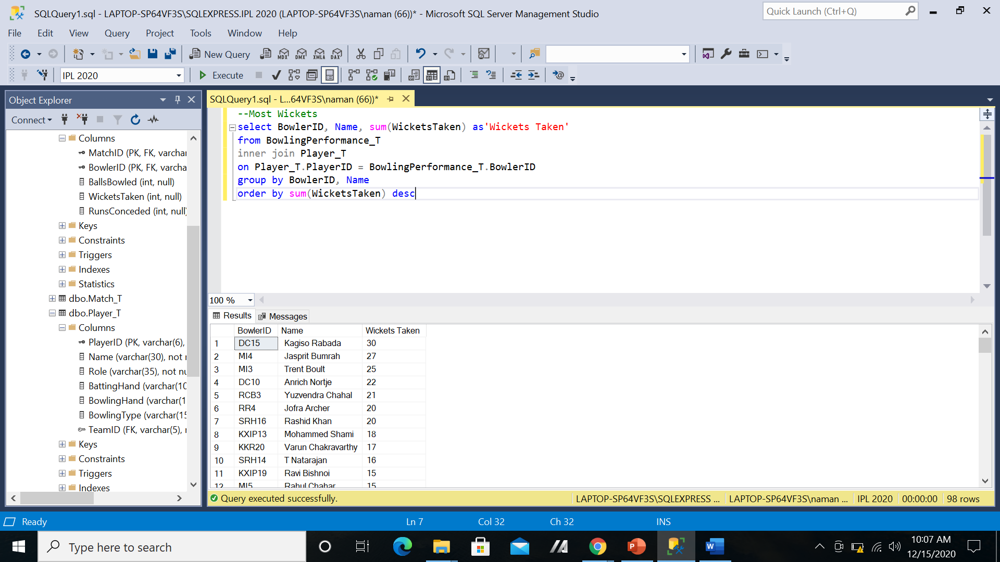 SQLQuery1.sql - LAPTOP-SP64VF3S\SQLEXPRESS.IPL 2020 (LAPTOP-SP64VF3S\naman (66))* - Microsoft SQL Server Management Studio
Quick Launch (Ctrl+Q)
File Edit View Query Project Tools Window Help
New Query MDX DMX XMLA DAX
IPL 2020 Execute
Object Explorer
Connect
Columns
MatchID (PK, FK, varchar
BowlerID (PK, FK, varcha
BallsBowled (int, null)
WicketsTaken (int, null)
RunsConceded (int, null)
Keys
Constraints
Triggers
Indexes
Statistics
dbo.Match_T
dbo.Player_T
Columns
PlayerID (PK, varchar(6),
Name (varchar(30), not
Role (varchar(35), not nu
BattingHand (varchar(10
BowlingHand (varchar(1
BowlingType (varchar(15
TeamID (FK, varchar(5),
Keys
Constraints
Triggers
Indexes
SQLQuery1.sql - L...64VF3S\naman (66))*
--Most Wickets
select BowlerID, Name, sum(WicketsTaken) as'Wickets Taken'
from BowlingPerformance_T
inner join Player_T
on Player_T.PlayerID = BowlingPerformance_T.BowlerID
group by BowlerID, Name
order by sum(WicketsTaken) desc
100 %
Results Messages
BowlerID Name Wickets Taken
1 DC15 Kagiso Rabada 30
2 MI4 Jasprit Bumrah 27
3 MI3 Trent Boult 25
4 DC10 Anrich Nortje 22
5 RCB3 Yuzvendra Chahal 21
6 RR4 Jofra Archer 20
7 SRH16 Rashid Khan 20
8 KXIP13 Mohammed Shami 18
9 KKR20 Varun Chakravarthy 17
10 SRH14 T Natarajan 16
11 KXIP19 Ravi Bishnoi 15
12 MI5 Rahul Chahar 15
Query executed successfully. LAPTOP-SP64VF3S\SQLEXPRESS ... LAPTOP-SP64VF3S\naman ... IPL 2020 00:00:00 98 rows
Ready Ln 7 Col 32 Ch 32 INS
Type here to search
10:07 AM
12/15/2020